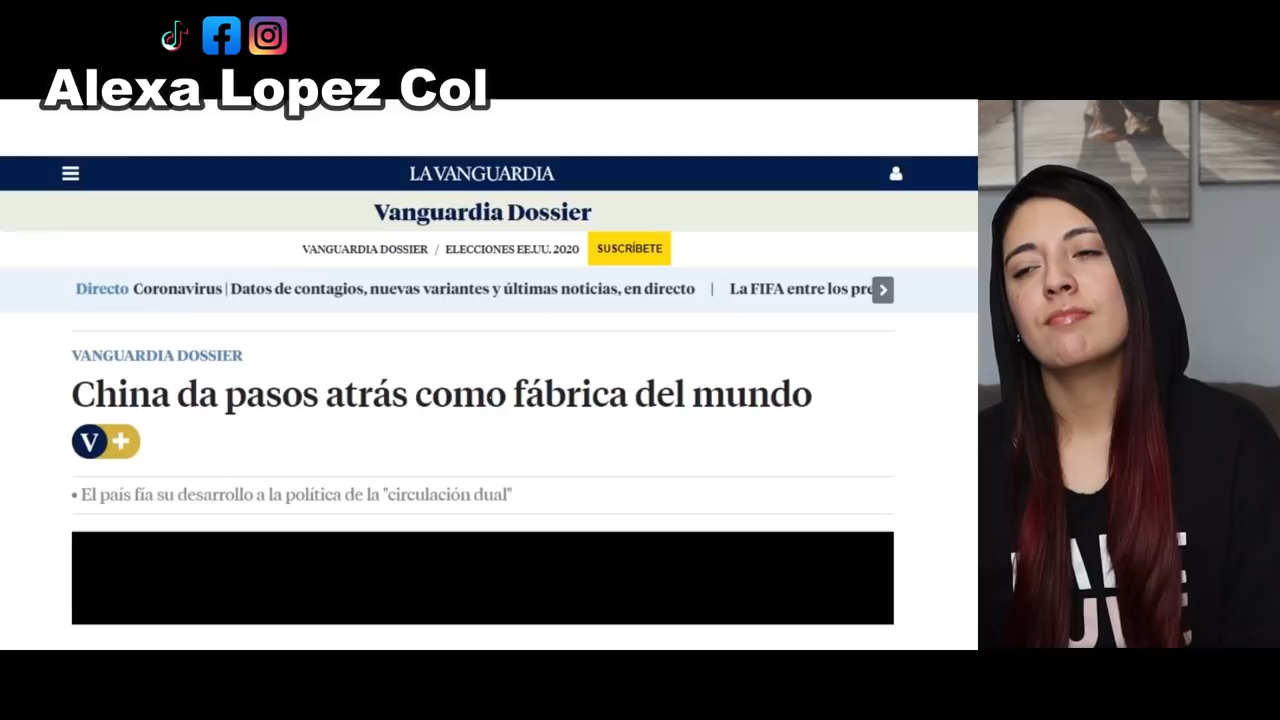 Alexa Lopez Col
LA VANGUARDIA
Vanguardia Dossier
VANGUARDIA DOSSIER / ELECCIONES EE.UU. 2020 SUSCRÍBETE
Directo Coronavirus | Datos de contagios, nuevas variantes y últimas noticias, en directo | La FIFA entre los pre
VANGUARDIA DOSSIER
China da pasos atrás como fábrica del mundo
V +
• El país fía su desarrollo a la política de la "circulación dual"